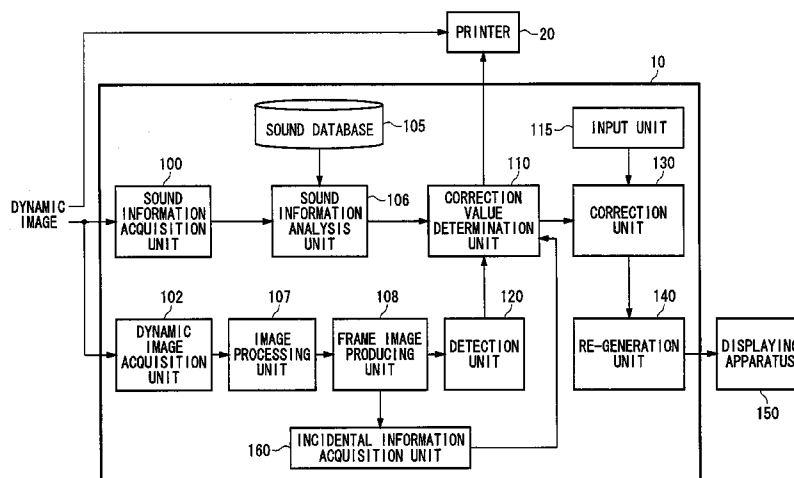 PRINTER
20
10
SOUND DATABASE
105
115
INPUT UNIT
100
110
130
DYNAMIC
IMAGE
SOUND
INFORMATION
ACQUISITION
UNIT
SOUND
INFORMATION
ANALYSIS
UNIT
106
CORRECTION
VALUE
DETERMINATION
UNIT
CORRECTION
UNIT
102
107
108
120
140
DYNAMIC
IMAGE
ACQUISITION
UNIT
IMAGE
PROCESSING
UNIT
FRAME IMAGE
PRODUCING
UNIT
DETECTION
UNIT
RE-GENERATION
UNIT
DISPLAYING
APPARATUS
150
160
INCIDENTAL INFORMATION
ACQUISITION UNIT